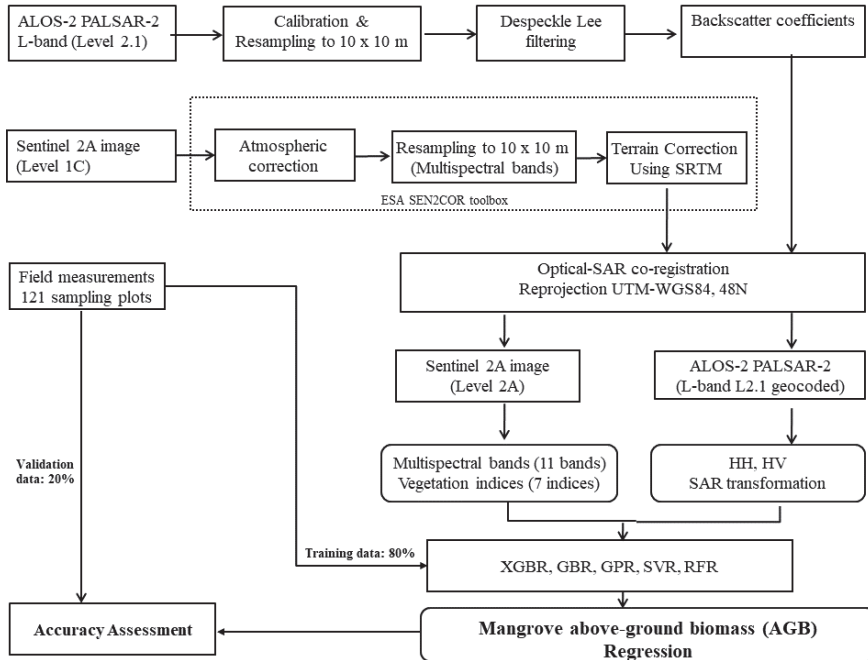 ALOS-2 PALSAR-2
L-band (Level 2.1)
Calibration &
Resampling to 10 x 10 m
Despeckle Lee
filtering
Backscatter coefficients
Sentinel 2A image
(Level 1C)
Atmospheric
correction
Resampling to 10 x 10 m
(Multispectral bands)
Terrain Correction
Using SRTM
ESA SEN2COR toolbox
Field measurements
121 sampling plots
Optical-SAR co-registration
Reprojection UTM-WGS84, 48N
Sentinel 2A image
(Level 2A)
ALOS-2 PALSAR-2
(L-band L2.1 geocoded)
Validation
data: 20%
Multispectral bands (11 bands)
Vegetation indices (7 indices)
HH, HV
SAR transformation
Training data: 80%
XGBR, GBR, GPR, SVR, RFR
Accuracy Assessment
Mangrove above-ground biomass (AGB)
Regression